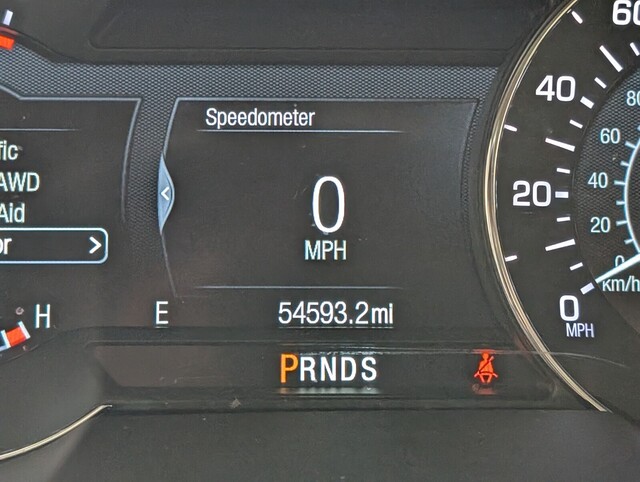 Speedometer
0
MPH
fic
AWD
Aid
or
H
E
54593.2mi
PRNDS
60
40
20
0
MPH
80
60
40
20
0
km/h